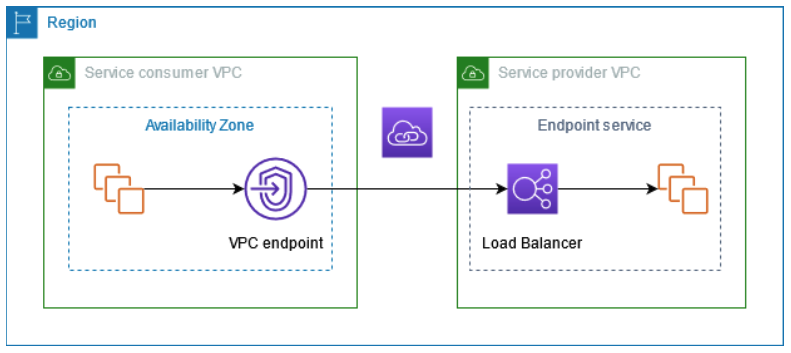 Region
Service consumer VPC
Service provider VPC
Availability Zone
Endpoint service
VPC endpoint
Load Balancer